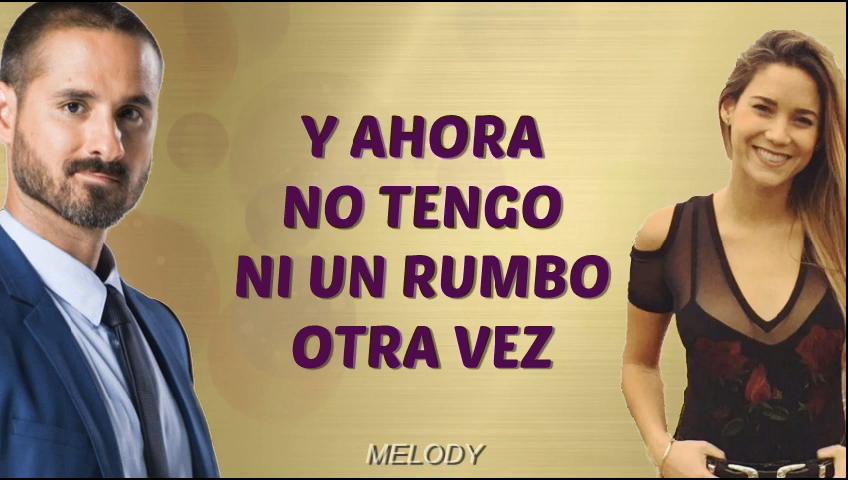 Y AHORA
NO TENGO
NI UN RUMBO
OTRA VEZ
MELODY